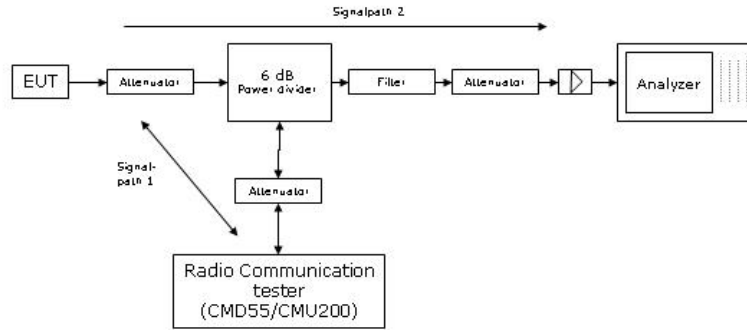 Signalpath 2
EUT
Attenuator
6 dB
Power divider
Filter
Attenuator
Analyzer
Signal-
path 1
Attenuator
Radio Communication
tester
(CMD55/CMU200)